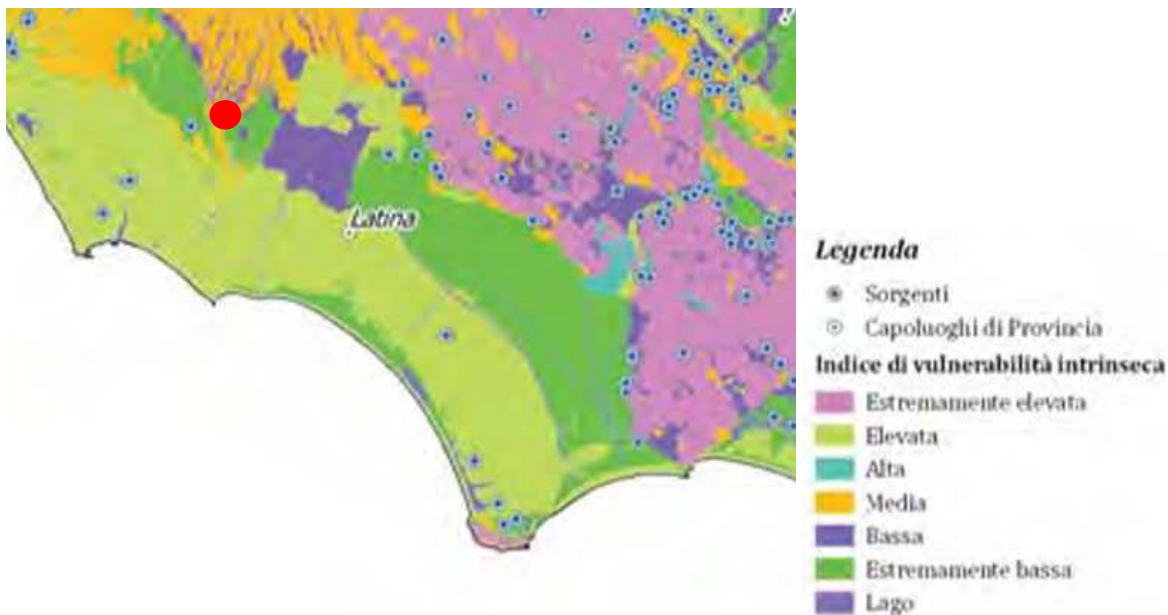 Latina
Legenda
Sorgenti
Capoluoghi di Provincia
Indice di vulnerabilità intrinseca
Estremamente elevata
Elevata
Alta
Media
Bassa
Estremamente bassa
Lago